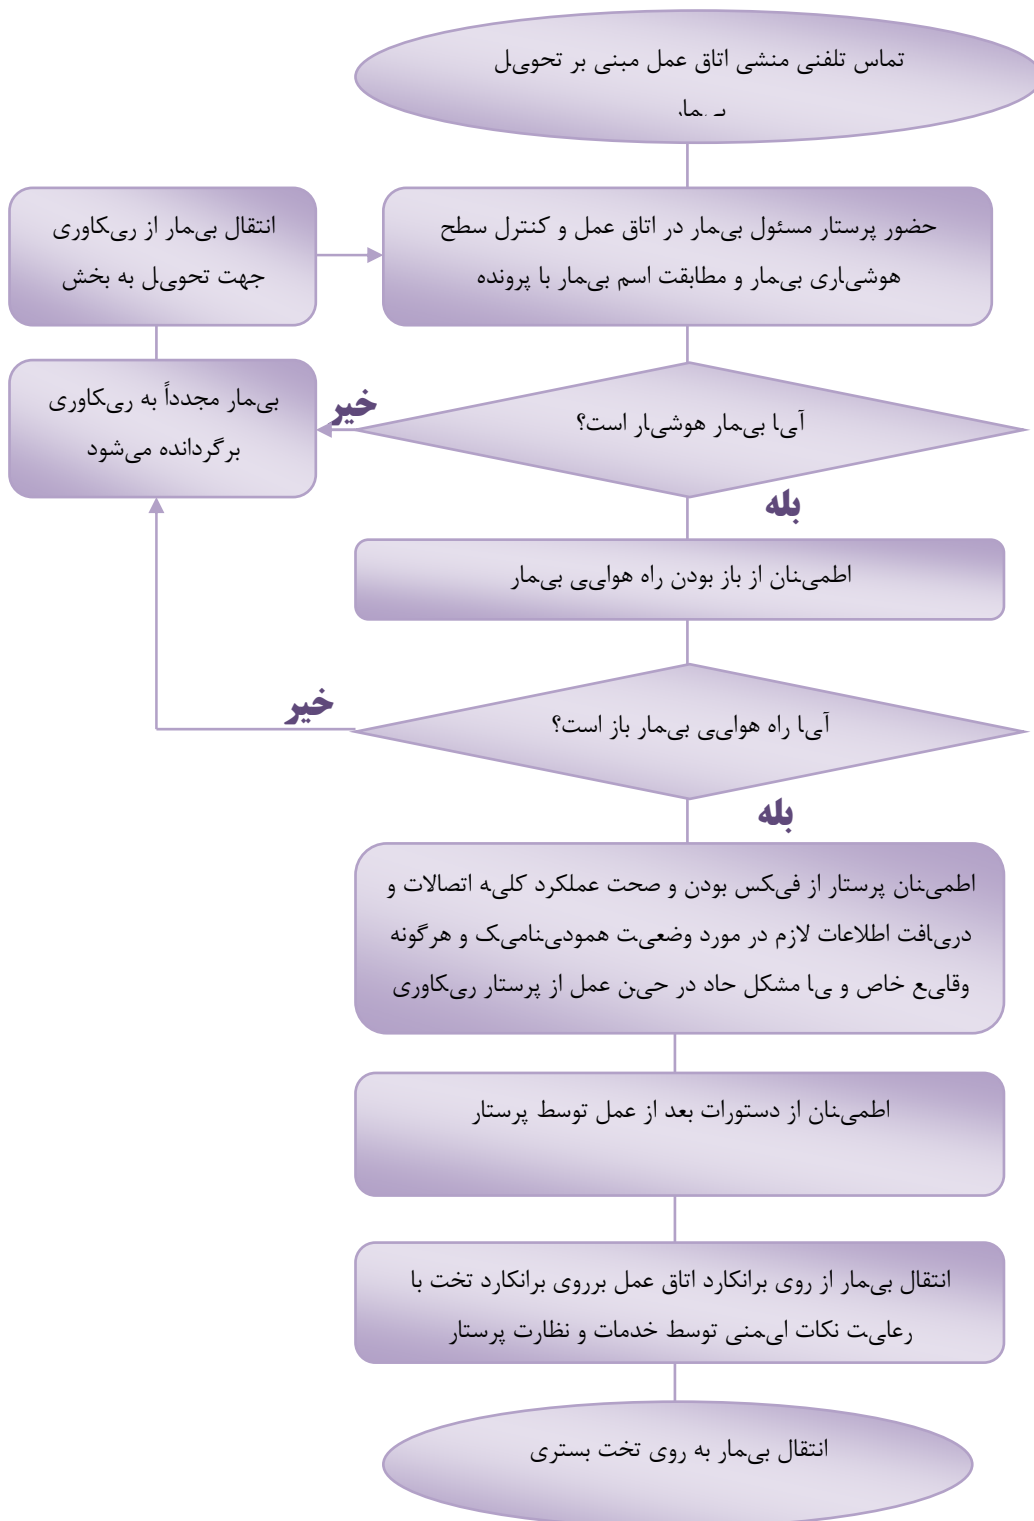 تماس تلفنی منشی اتاق عمل مبنی بر تحویل
بیمار
حضور پرستار مسئول بیمار در اتاق عمل و کنترل سطح
هوشیاری بیمار و مطابقت اسم بیمار با پرونده
انتقال بیمار از ریکاوری
جهت تحویل به بخش
آیا بیمار هوشیار است؟
خیر
بیمار مجدداً به ریکاوری
برگردانده می‌شود
بله
اطمینان از باز بودن راه هوایی بیمار
آیا راه هوایی بیمار باز است؟
خیر
بله
اطمینان پرستار از فیکس بودن و صحت عملکرد کلیه اتصالات و
دریافت اطلاعات لازم در مورد وضعیت همودینامیک و هرگونه
وقایع خاص و یا مشکل حاد در حین عمل از پرستار ریکاوری
اطمینان از دستورات بعد از عمل توسط پرستار
انتقال بیمار از روی برانکارد اتاق عمل برروی برانکارد تخت با
رعایت نکات ایمنی توسط خدمات و نظارت پرستار
انتقال بیمار به روی تخت بستری